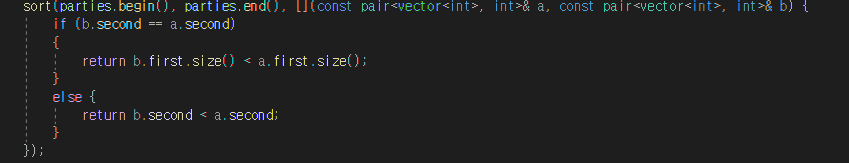 sort(parties.begin(), parties.end(), [](const pair<vector<int>, int>& a, const pair<vector<int>, int>& b) {
if (b.second == a.second)
{
return b.first.size() < a.first.size();
}
else {
return b.second < a.second;
}
});